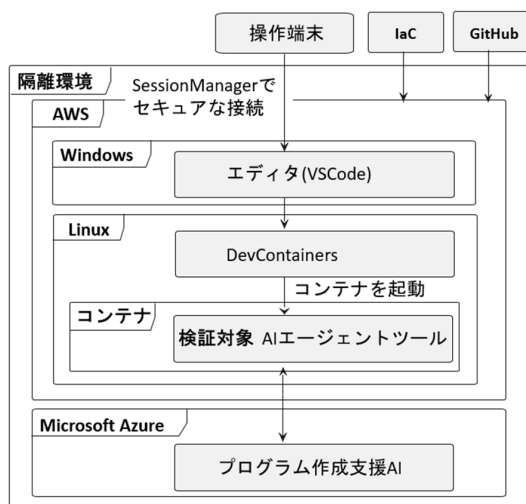 操作端末
IaC
GitHub
隔離環境
SessionManagerで
セキュアな接続
AWS
Windows
エディタ(VSCode)
Linux
DevContainers
コンテナを起動
コンテナ
検証対象 AIエージェントツール
Microsoft Azure
プログラム作成支援AI